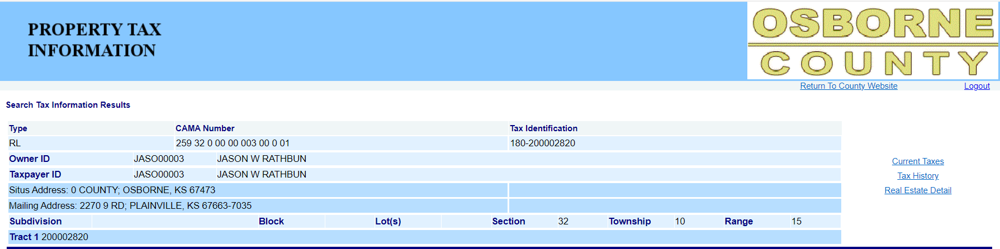 PROPERTY TAX
INFORMATION
OSBORNE
COUNTY
Return To County Website Logout
Search Tax Information Results
Type CAMA Number Tax Identification
RL 259 32 0 00 00 003 00 0 01 180-200002820
Owner ID JASO00003 JASON W RATHBUN
Taxpayer ID JASO00003 JASON W RATHBUN
Situs Address: 0 COUNTY; OSBORNE, KS 67473
Mailing Address: 2270 9 RD; PLAINVILLE, KS 67663-7035
Subdivision Block Lot(s) Section 32 Township 10 Range 15
Tract 1 200002820
Current Taxes
Tax History
Real Estate Detail